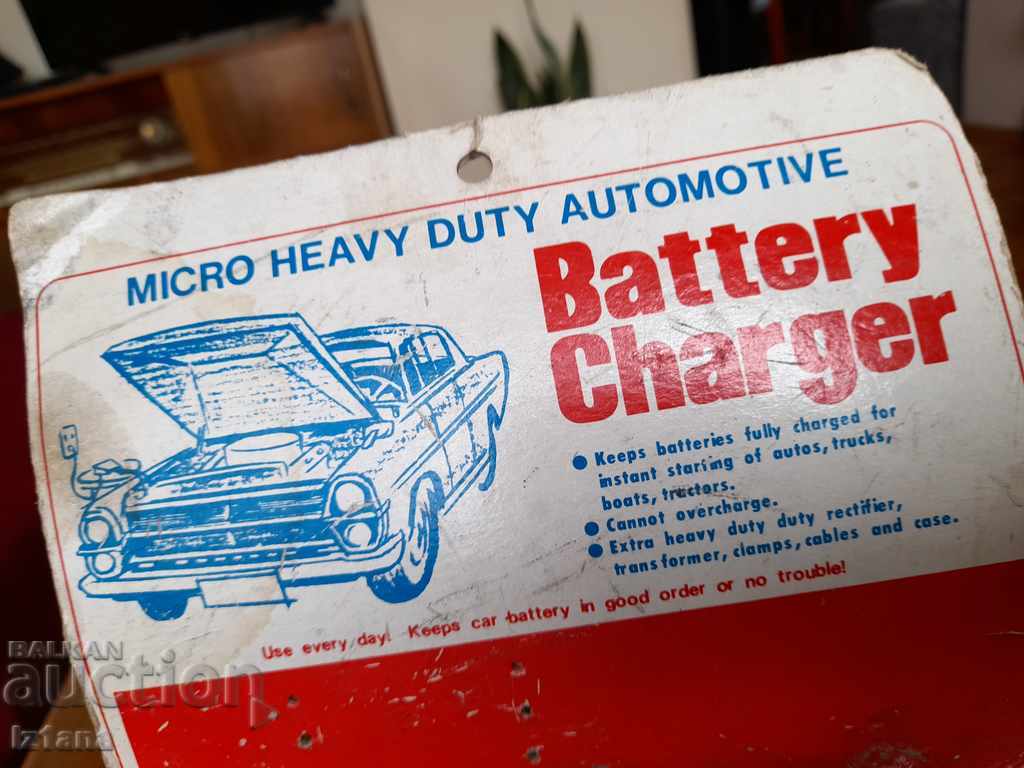 MICRO HEAVY DUTY AUTOMOTIVE
Battery
Charger
• Keeps batteries fully charged for
instant staring of autos, trucks,
boats, tractors.
• Cannot overcharge.
• Extra heavy duty duty rectifier,
transformer, clamps, cables and case.
Use every day! Keeps car battery in good order or no trouble!
BALKAN
auction
Iztant